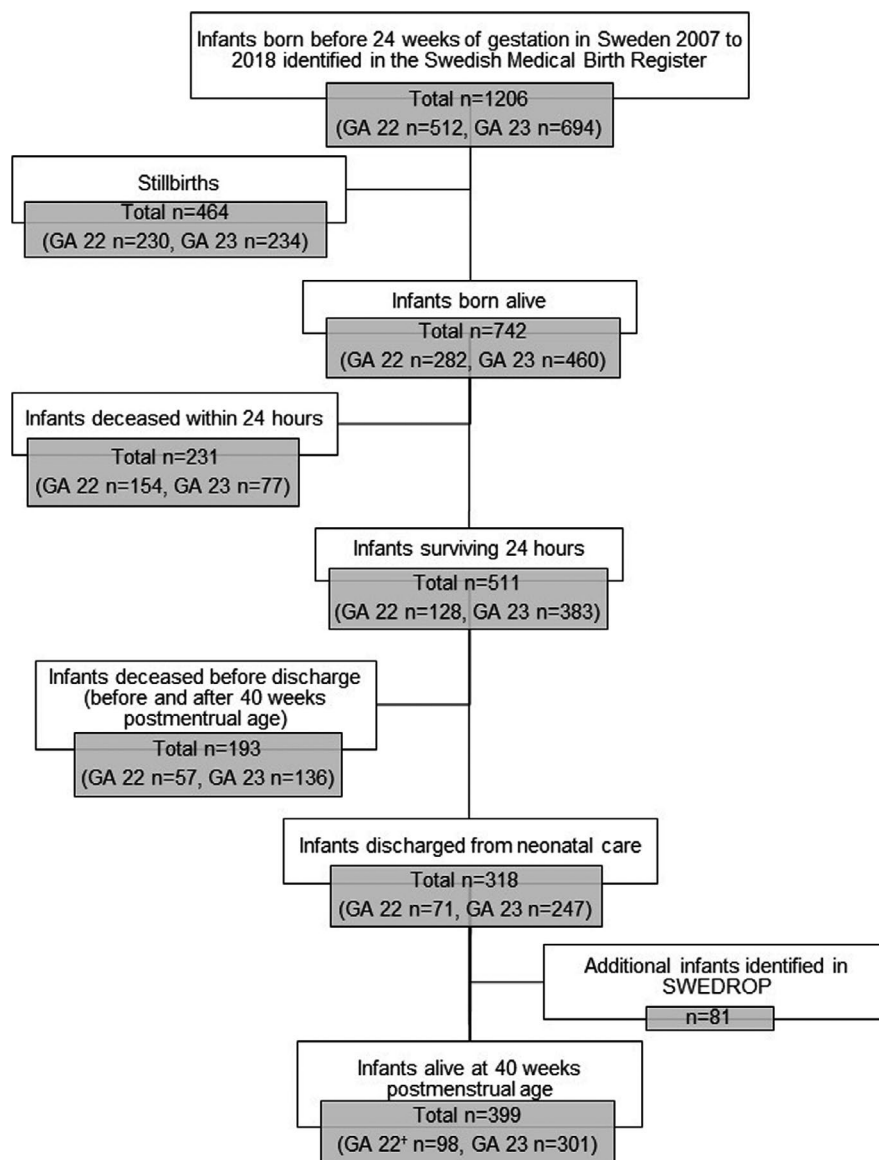 Infants born before 24 weeks of gestation in Sweden 2007 to
2018 identified in the Swedish Medical Birth Register
Total n=1206
(GA 22 n=512, GA 23 n=694)
Stillbirths
Total n=464
(GA 22 n=230, GA 23 n=234)
Infants born alive
Total n=742
(GA 22 n=282, GA 23 n=460)
Infants deceased within 24 hours
Total n=231
(GA 22 n=154, GA 23 n=77)
Infants surviving 24 hours
Total n=511
(GA 22 n=128, GA 23 n=383)
Infants deceased before discharge
(before and after 40 weeks
postmentrual age)
Total n=193
(GA 22 n=57, GA 23 n=136)
Infants discharged from neonatal care
Total n=318
(GA 22 n=71, GA 23 n=247)
Additional infants identified in
SWEDROP
n=81
Infants alive at 40 weeks
postmenstrual age
Total n=399
(GA 22⁺ n=98, GA 23 n=301)